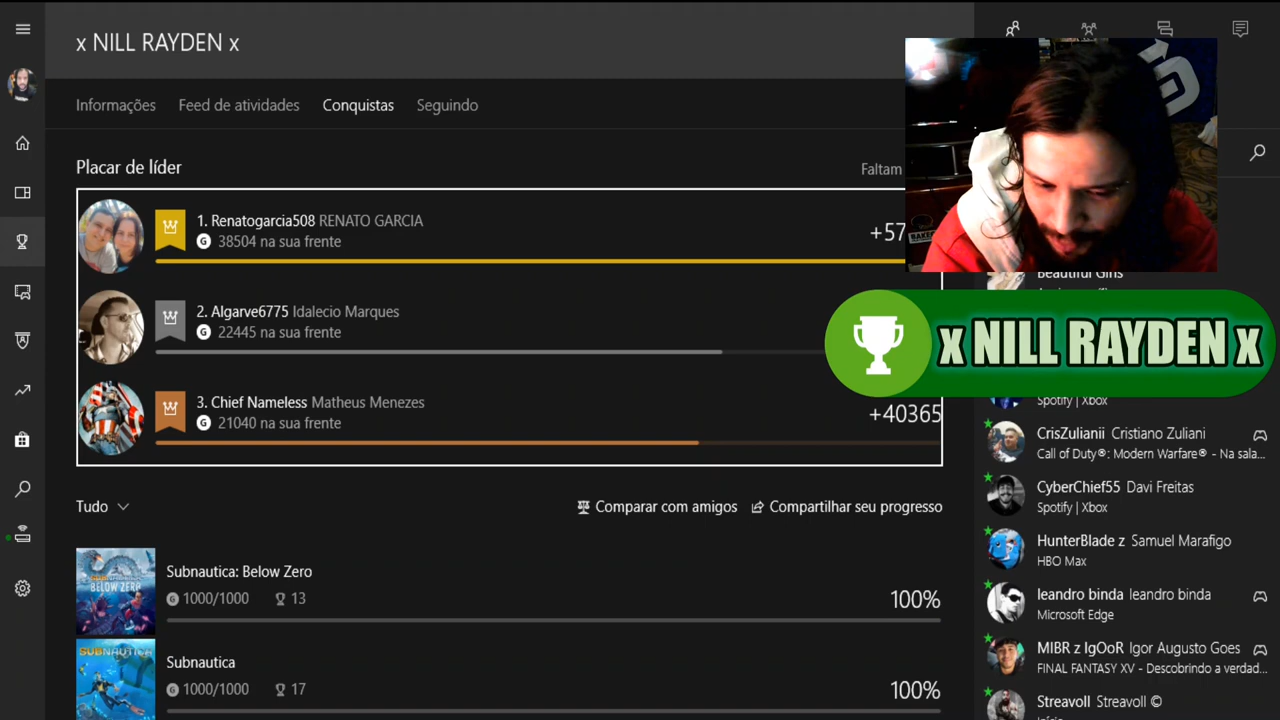 x NILL RAYDEN x
Informações Feed de atividades Conquistas Seguindo
Placar de líder
Faltam
1. Renatogarcia508 RENATO GARCIA
G 38504 na sua frente
+57
2. Algarve6775 Idalecio Marques
G 22445 na sua frente
3. Chief Nameless Matheus Menezes
G 21040 na sua frente
+40365
Tudo
Comparar com amigos
Compartilhar seu progresso
Subnautica: Below Zero
G 1000/1000 13
100%
Subnautica
G 1000/1000 17
100%
SUBNAUTICA
BELOW ZERO
SUBNAUTICA
Beautiful Girls
x NILL RAYDEN x
Spotify | Xbox
CrisZulianii Cristiano Zuliani
Call of Duty®: Modern Warfare® - Na sala...
CyberChief55 Davi Freitas
Spotify | Xbox
HunterBlade z Samuel Marafigo
HBO Max
leandro binda leandro binda
Microsoft Edge
MIBR z IgOoR Igor Augusto Goes
FINAL FANTASY XV - Descobrindo a verdad...
Streavoll Streavoll ©